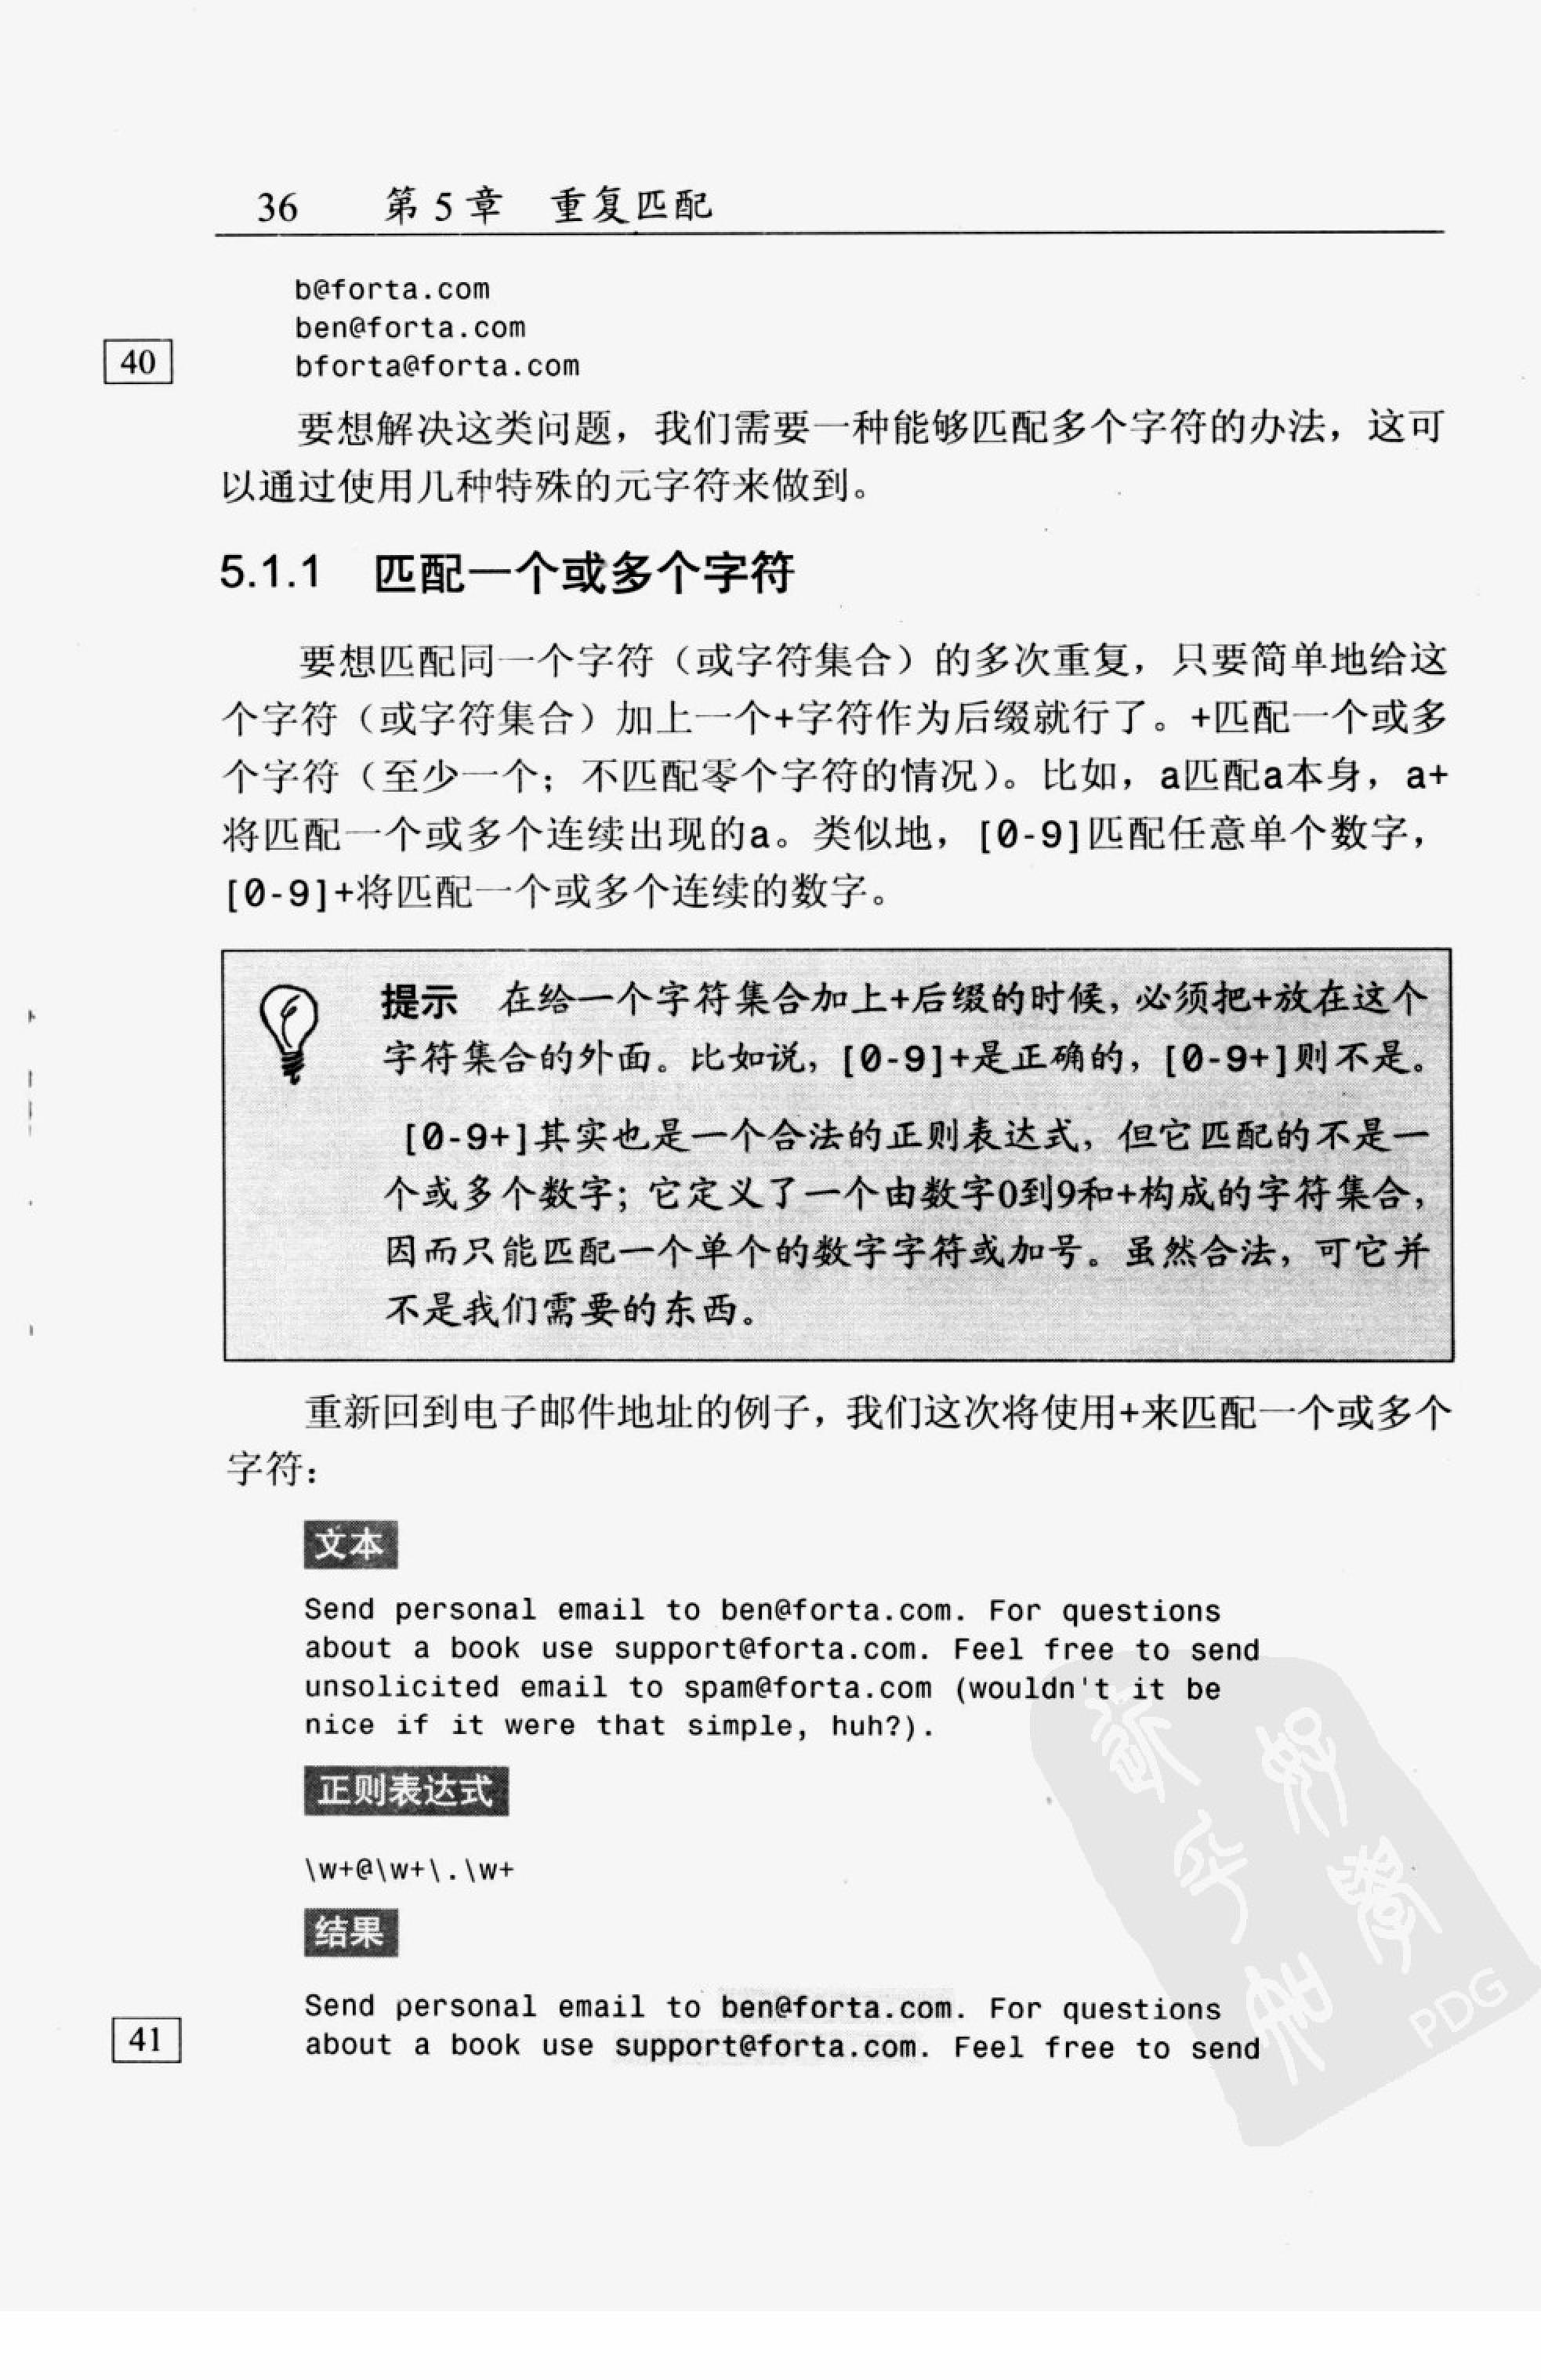 36 第 5 章 重复匹配
b@forta.com
ben@forta.com
40
bforta@forta.com
要想解决这类问题，我们需要一种能够匹配多个字符的办法，这可
以通过使用几种特殊的元字符来做到。
5.1.1 匹配一个或多个字符
要想匹配同一个字符（或字符集合）的多次重复，只要简单地给这
个字符（或字符集合）加上一个+字符作为后缀就行了。+匹配一个或多
个字符（至少一个；不匹配零个字符的情况）。比如，a匹配a本身，a+
将匹配一个或多个连续出现的a。类似地，[0-9]匹配任意单个数字，
[0-9]+将匹配一个或多个连续的数字。
提示 在给一个字符集合加上+后缀的时候，必须把+放在这个
字符集合的外面。比如说，[0-9]+是正确的，[0-9+]则不是。
[0-9+]其实也是一个合法的正则表达式，但它匹配的不是一
个或多个数字；它定义了一个由数字0到9和+构成的字符集合，
因而只能匹配一个单个的数字字符或加号。虽然合法，可它并
不是我们需要的东西。
重新回到电子邮件地址的例子，我们这次将使用+来匹配一个或多个
字符：
文本
Send personal email to ben@forta.com. For questions
about a book use support@forta.com. Feel free to send
unsolicited email to spam@forta.com (wouldn't it be
nice if it were that simple, huh?).
正则表达式
\w+@\w+\.\w+
结果
Send personal email to ben@forta.com. For questions
41
about a book use support@forta.com. Feel free to send
PDG